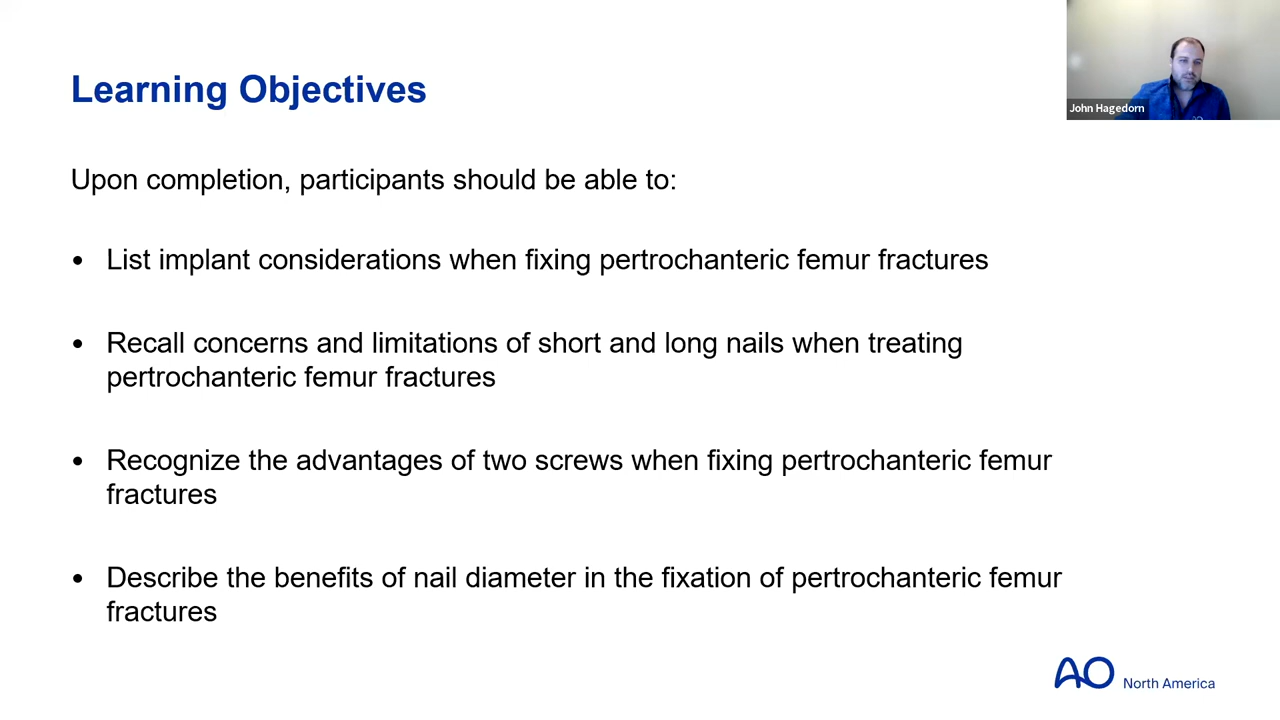 Learning Objectives
John Hagedorn
Upon completion, participants should be able to:
• List implant considerations when fixing pertrochanteric femur fractures
• Recall concerns and limitations of short and long nails when treating
pertrochanteric femur fractures
• Recognize the advantages of two screws when fixing pertrochanteric femur
fractures
• Describe the benefits of nail diameter in the fixation of pertrochanteric femur
fractures
AO North America